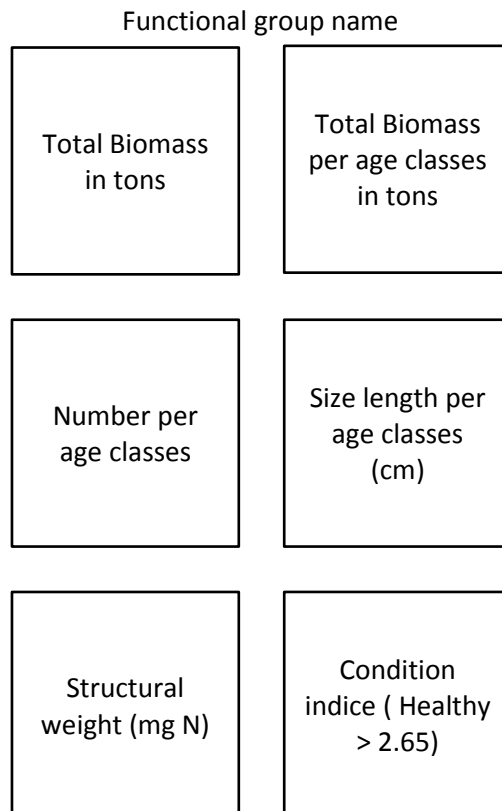 Functional group name
Total Biomass
in tons
Total Biomass
per age classes
in tons
Number per
age classes
Size length per
age classes
(cm)
Structural
weight (mg N)
Condition
indice ( Healthy
> 2.65)